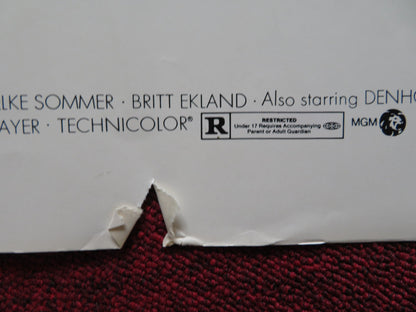 LKE SOMMER · BRITT EKLAND · Also starring DENHO
AYER · TECHNICOLOR®
R RESTRICTED
Under 17 Requires Accompanying
Parent or Adult Guardian
MGM